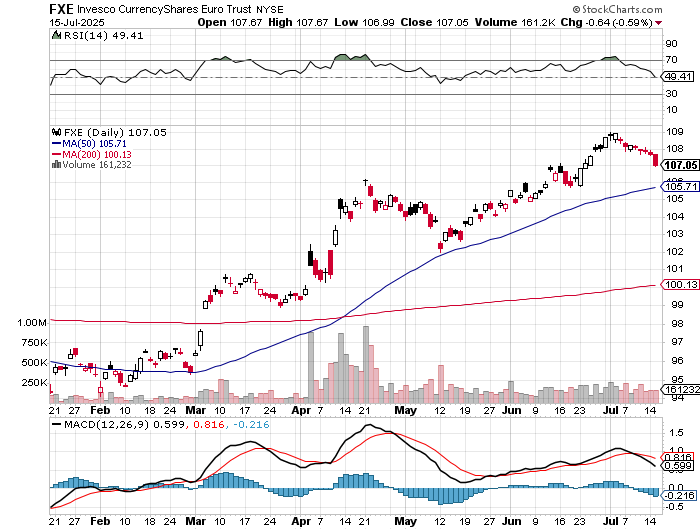 FXE Invesco CurrencyShares Euro Trust NYSE © StockCharts.com
15-Jul-2025 Open 107.67 High 107.67 Low 106.99 Close 107.05 Volume 161.2K Chg -0.64 (-0.59%)
RSI(14) 49.41
90
70
49.41
30
10
FXE (Daily) 107.05
MA(50) 105.71
MA(200) 100.13
Volume 161,232
109
108
107.05
106
105.71
104
103
102
101
100.13
99
98
97
96
95
94
1.00M
750K
500K
250K
161232
21 27 Feb 10 18 24 Mar 10 17 24 Apr 7 14 21 May 12 19 27 Jun 9 16 23 Jul 7 14
MACD(12,26,9) 0.599, 0.816, -0.216
1.5
1.0
0.816
0.599
0.0
-0.216
-0.5
21 27 Feb 10 18 24 Mar 10 17 24 Apr 7 14 21 May 12 19 27 Jun 9 16 23 Jul 7 14